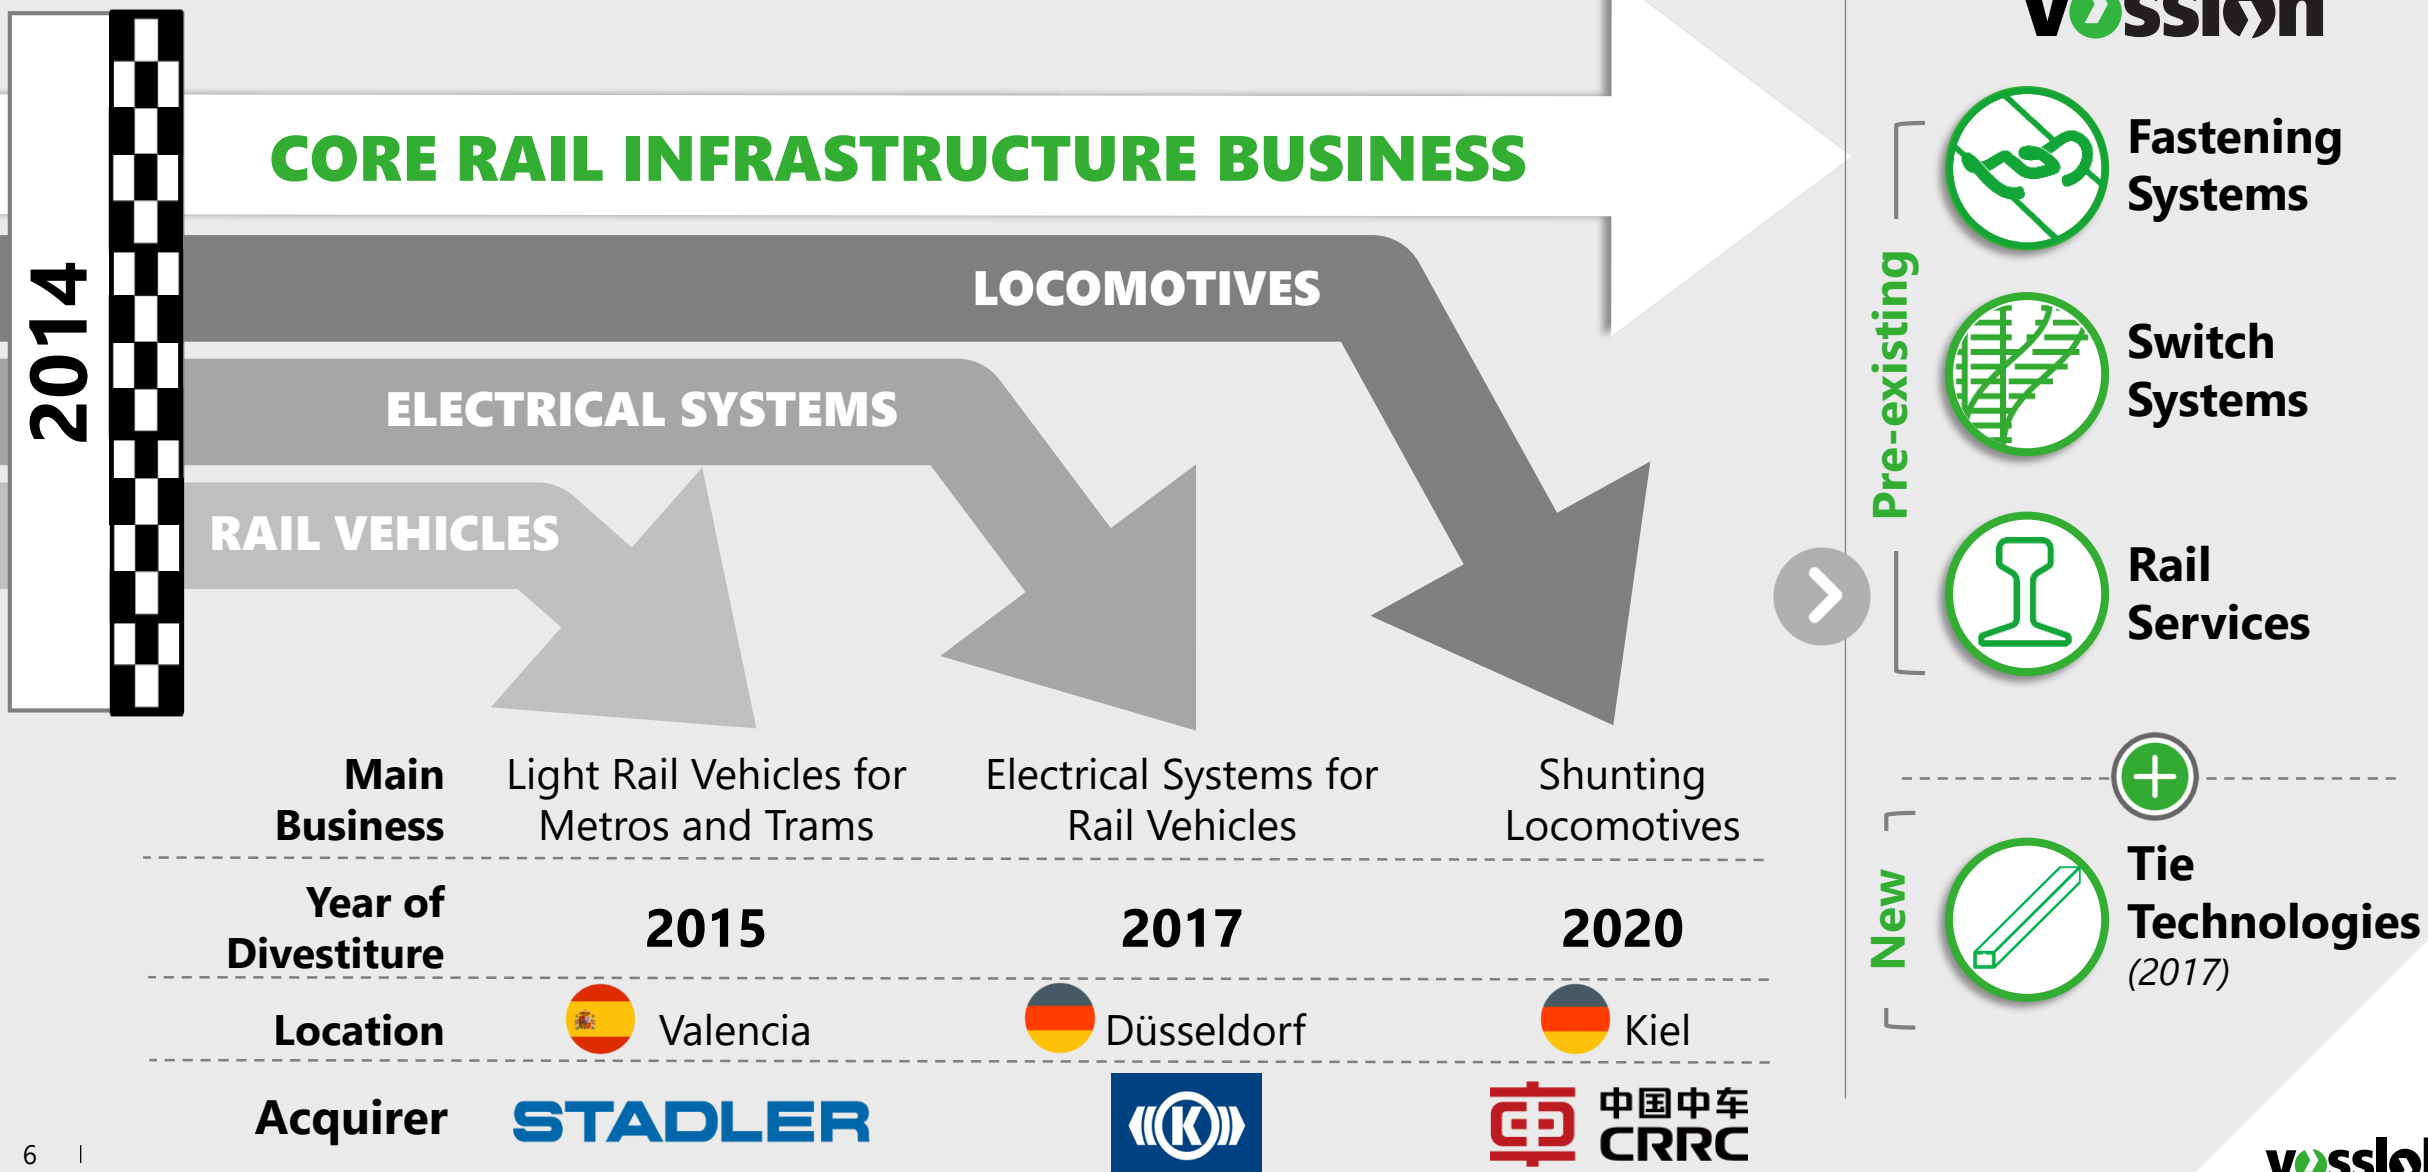 vossloh
2014
CORE RAIL INFRASTRUCTURE BUSINESS
LOCOMOTIVES
ELECTRICAL SYSTEMS
RAIL VEHICLES
Main
Business
Light Rail Vehicles for
Metros and Trams
Electrical Systems for
Rail Vehicles
Shunting
Locomotives
Year of
Divestiture
2015
2017
2020
Location
Valencia
Düsseldorf
Kiel
Acquirer
STADLER
K
中国中车
CRRC
Pre-existing
Fastening
Systems
Switch
Systems
Rail
Services
New
Tie
Technologies
(2017)
6
vossloh